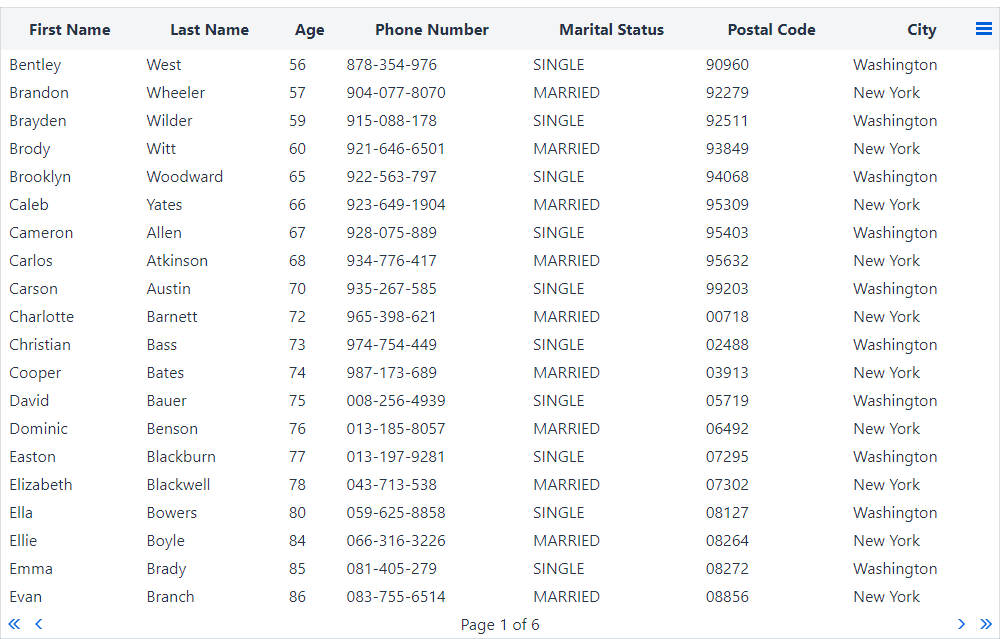 First Name Last Name Age Phone Number Marital Status Postal Code City
Bentley West 56 878-354-976 SINGLE 90960 Washington
Brandon Wheeler 57 904-077-8070 MARRIED 92279 New York
Brayden Wilder 59 915-088-178 SINGLE 92511 Washington
Brody Witt 60 921-646-6501 MARRIED 93849 New York
Brooklyn Woodward 65 922-563-797 SINGLE 94068 Washington
Caleb Yates 66 923-649-1904 MARRIED 95309 New York
Cameron Allen 67 928-075-889 SINGLE 95403 Washington
Carlos Atkinson 68 934-776-417 MARRIED 95632 New York
Carson Austin 70 935-267-585 SINGLE 99203 Washington
Charlotte Barnett 72 965-398-621 MARRIED 00718 New York
Christian Bass 73 974-754-449 SINGLE 02488 Washington
Cooper Bates 74 987-173-689 MARRIED 03913 New York
David Bauer 75 008-256-4939 SINGLE 05719 Washington
Dominic Benson 76 013-185-8057 MARRIED 06492 New York
Easton Blackburn 77 013-197-9281 SINGLE 07295 Washington
Elizabeth Blackwell 78 043-713-538 MARRIED 07302 New York
Ella Bowers 80 059-625-8858 SINGLE 08127 Washington
Ellie Boyle 84 066-316-3226 MARRIED 08264 New York
Emma Brady 85 081-405-279 SINGLE 08272 Washington
Evan Branch 86 083-755-6514 MARRIED 08856 New York
Page 1 of 6